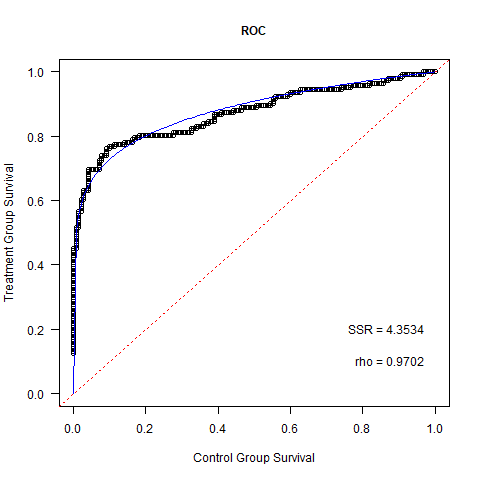 ROC
Treatment Group Survival
1.0
0.8
0.6
0.4
0.2
0.0
SSR = 4.3534
rho = 0.9702
0.0 0.2 0.4 0.6 0.8 1.0
Control Group Survival